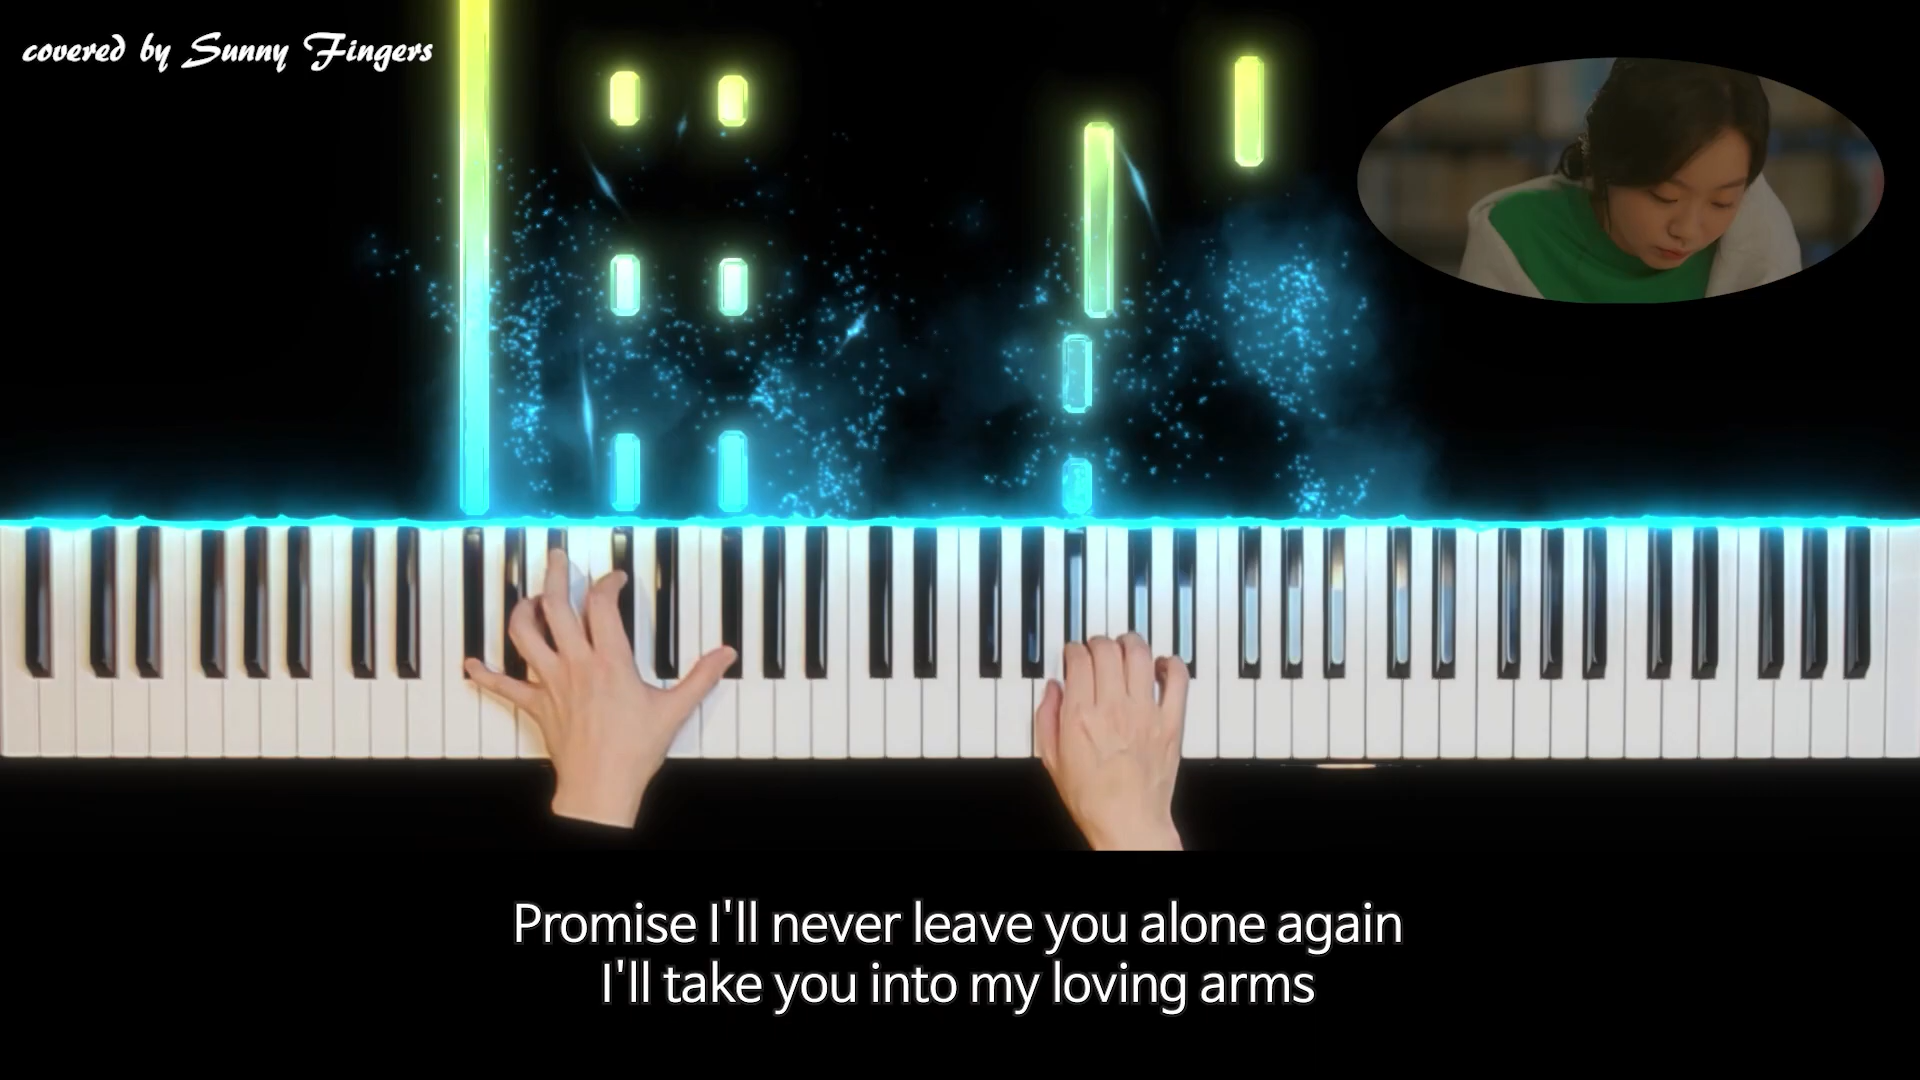 covered by Sunny Fingers
Promise I'll never leave you alone again
I'll take you into my loving arms